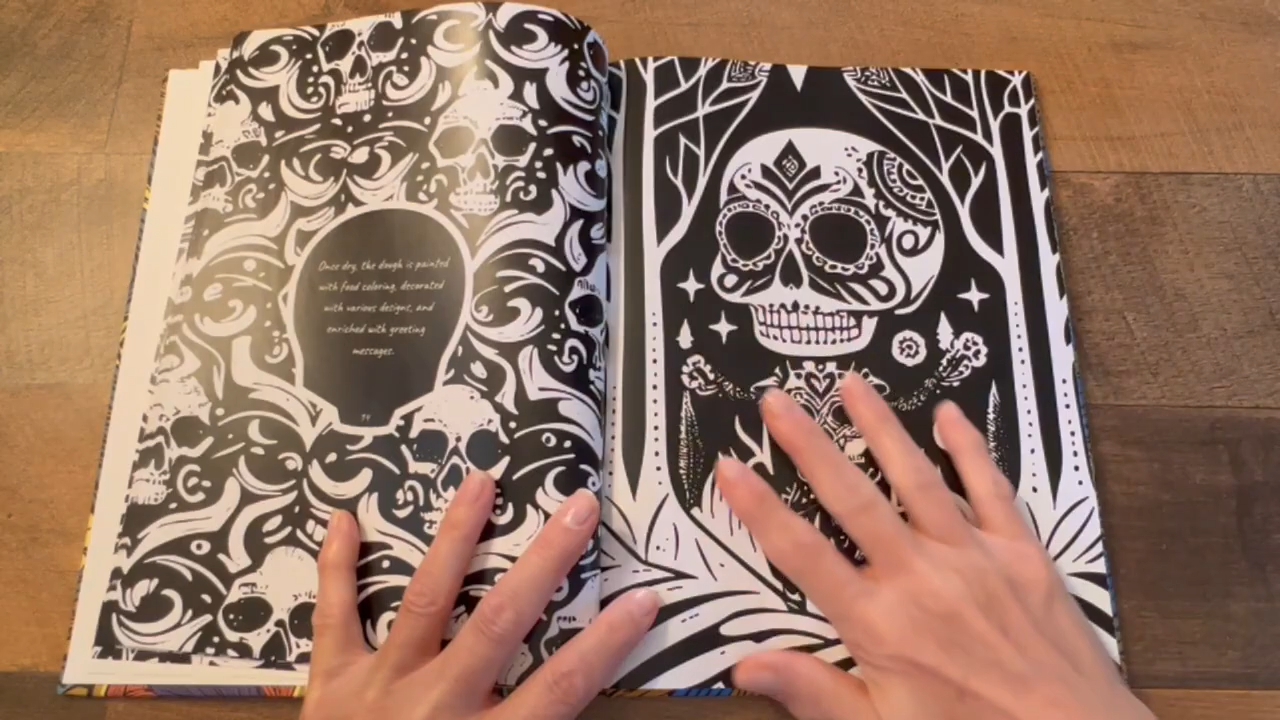 Once dry, the dough is painted
with food coloring, decorated
with various designs, and
enriched with greeting
messages.